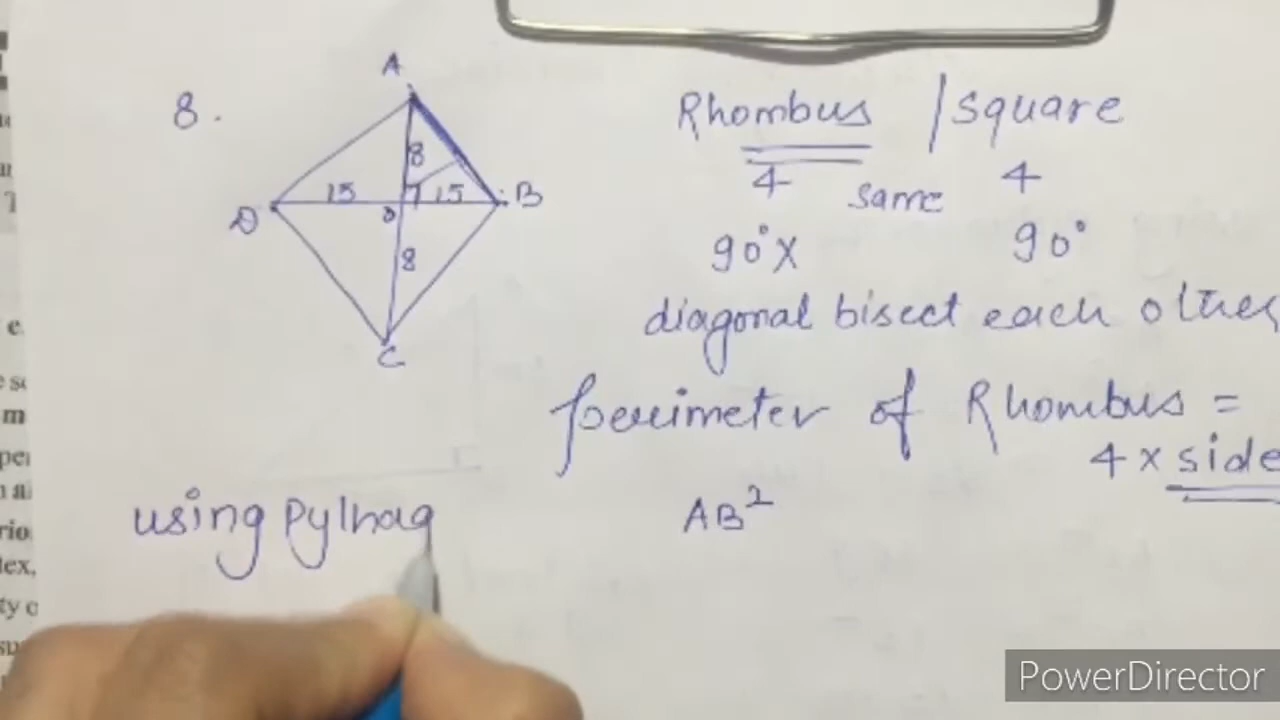 8.
A
8
15
15
B
D
O
8
C
Rhombus / square
4 same 4
90°X 90°
diagonal bisect each other
perimeter of Rhombus =
4 x side
using Pylhag
AB²
PowerDirector